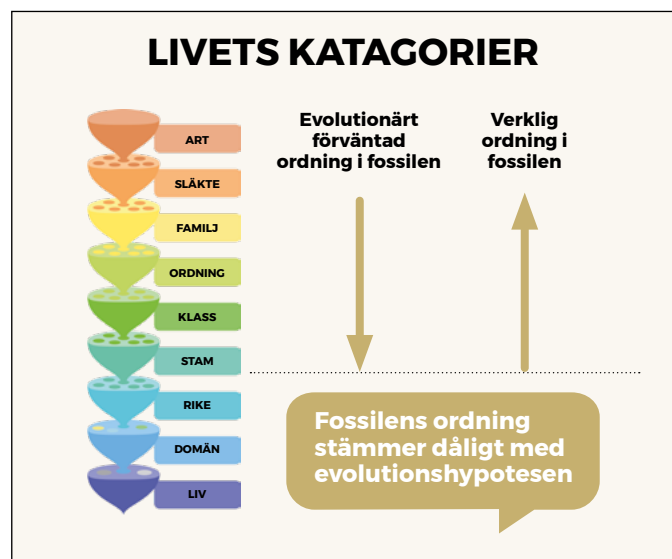 LIVETS KATAGORIER
Evolutionärt
förväntad
ordning i fossilen
Verklig
ordning i
fossilen
ART
SLÄKTE
FAMILJ
ORDNING
KLASS
STAM
RIKE
DOMÄN
LIV
Fossilens ordning
stämmer dåligt med
evolutionshypotesen